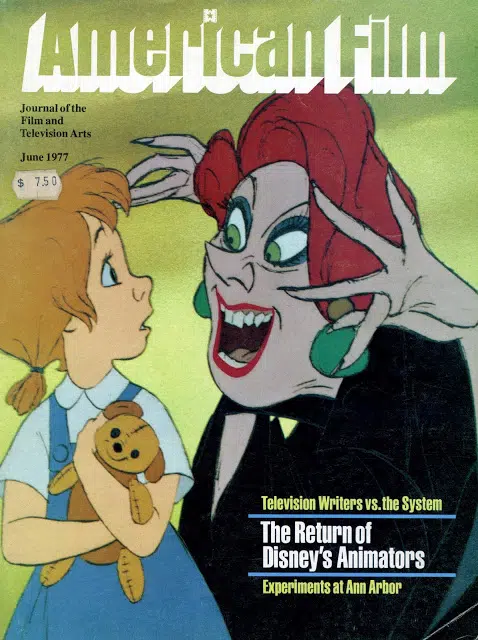 American Film
Journal of the
Film and
Television Arts
June 1977
$ 7.50
Television Writers vs. the System
The Return of
Disney's Animators
Experiments at Ann Arbor